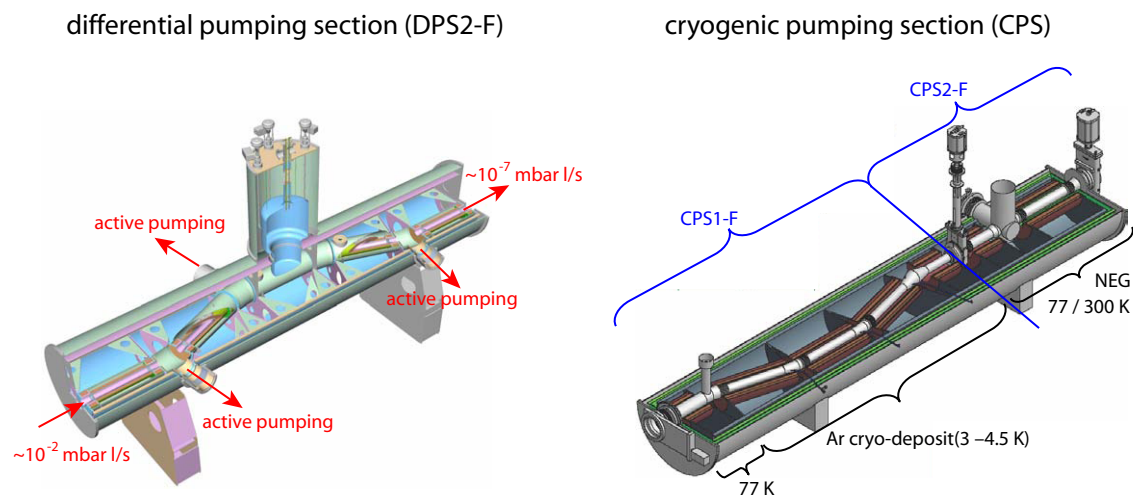 differential pumping section (DPS2-F)
~10⁻⁷ mbar l/s
active pumping
active pumping
active pumping
~10⁻² mbar l/s
cryogenic pumping section (CPS)
CPS2-F
CPS1-F
NEG
77 / 300 K
Ar cryo-deposit(3 –4.5 K)
77 K